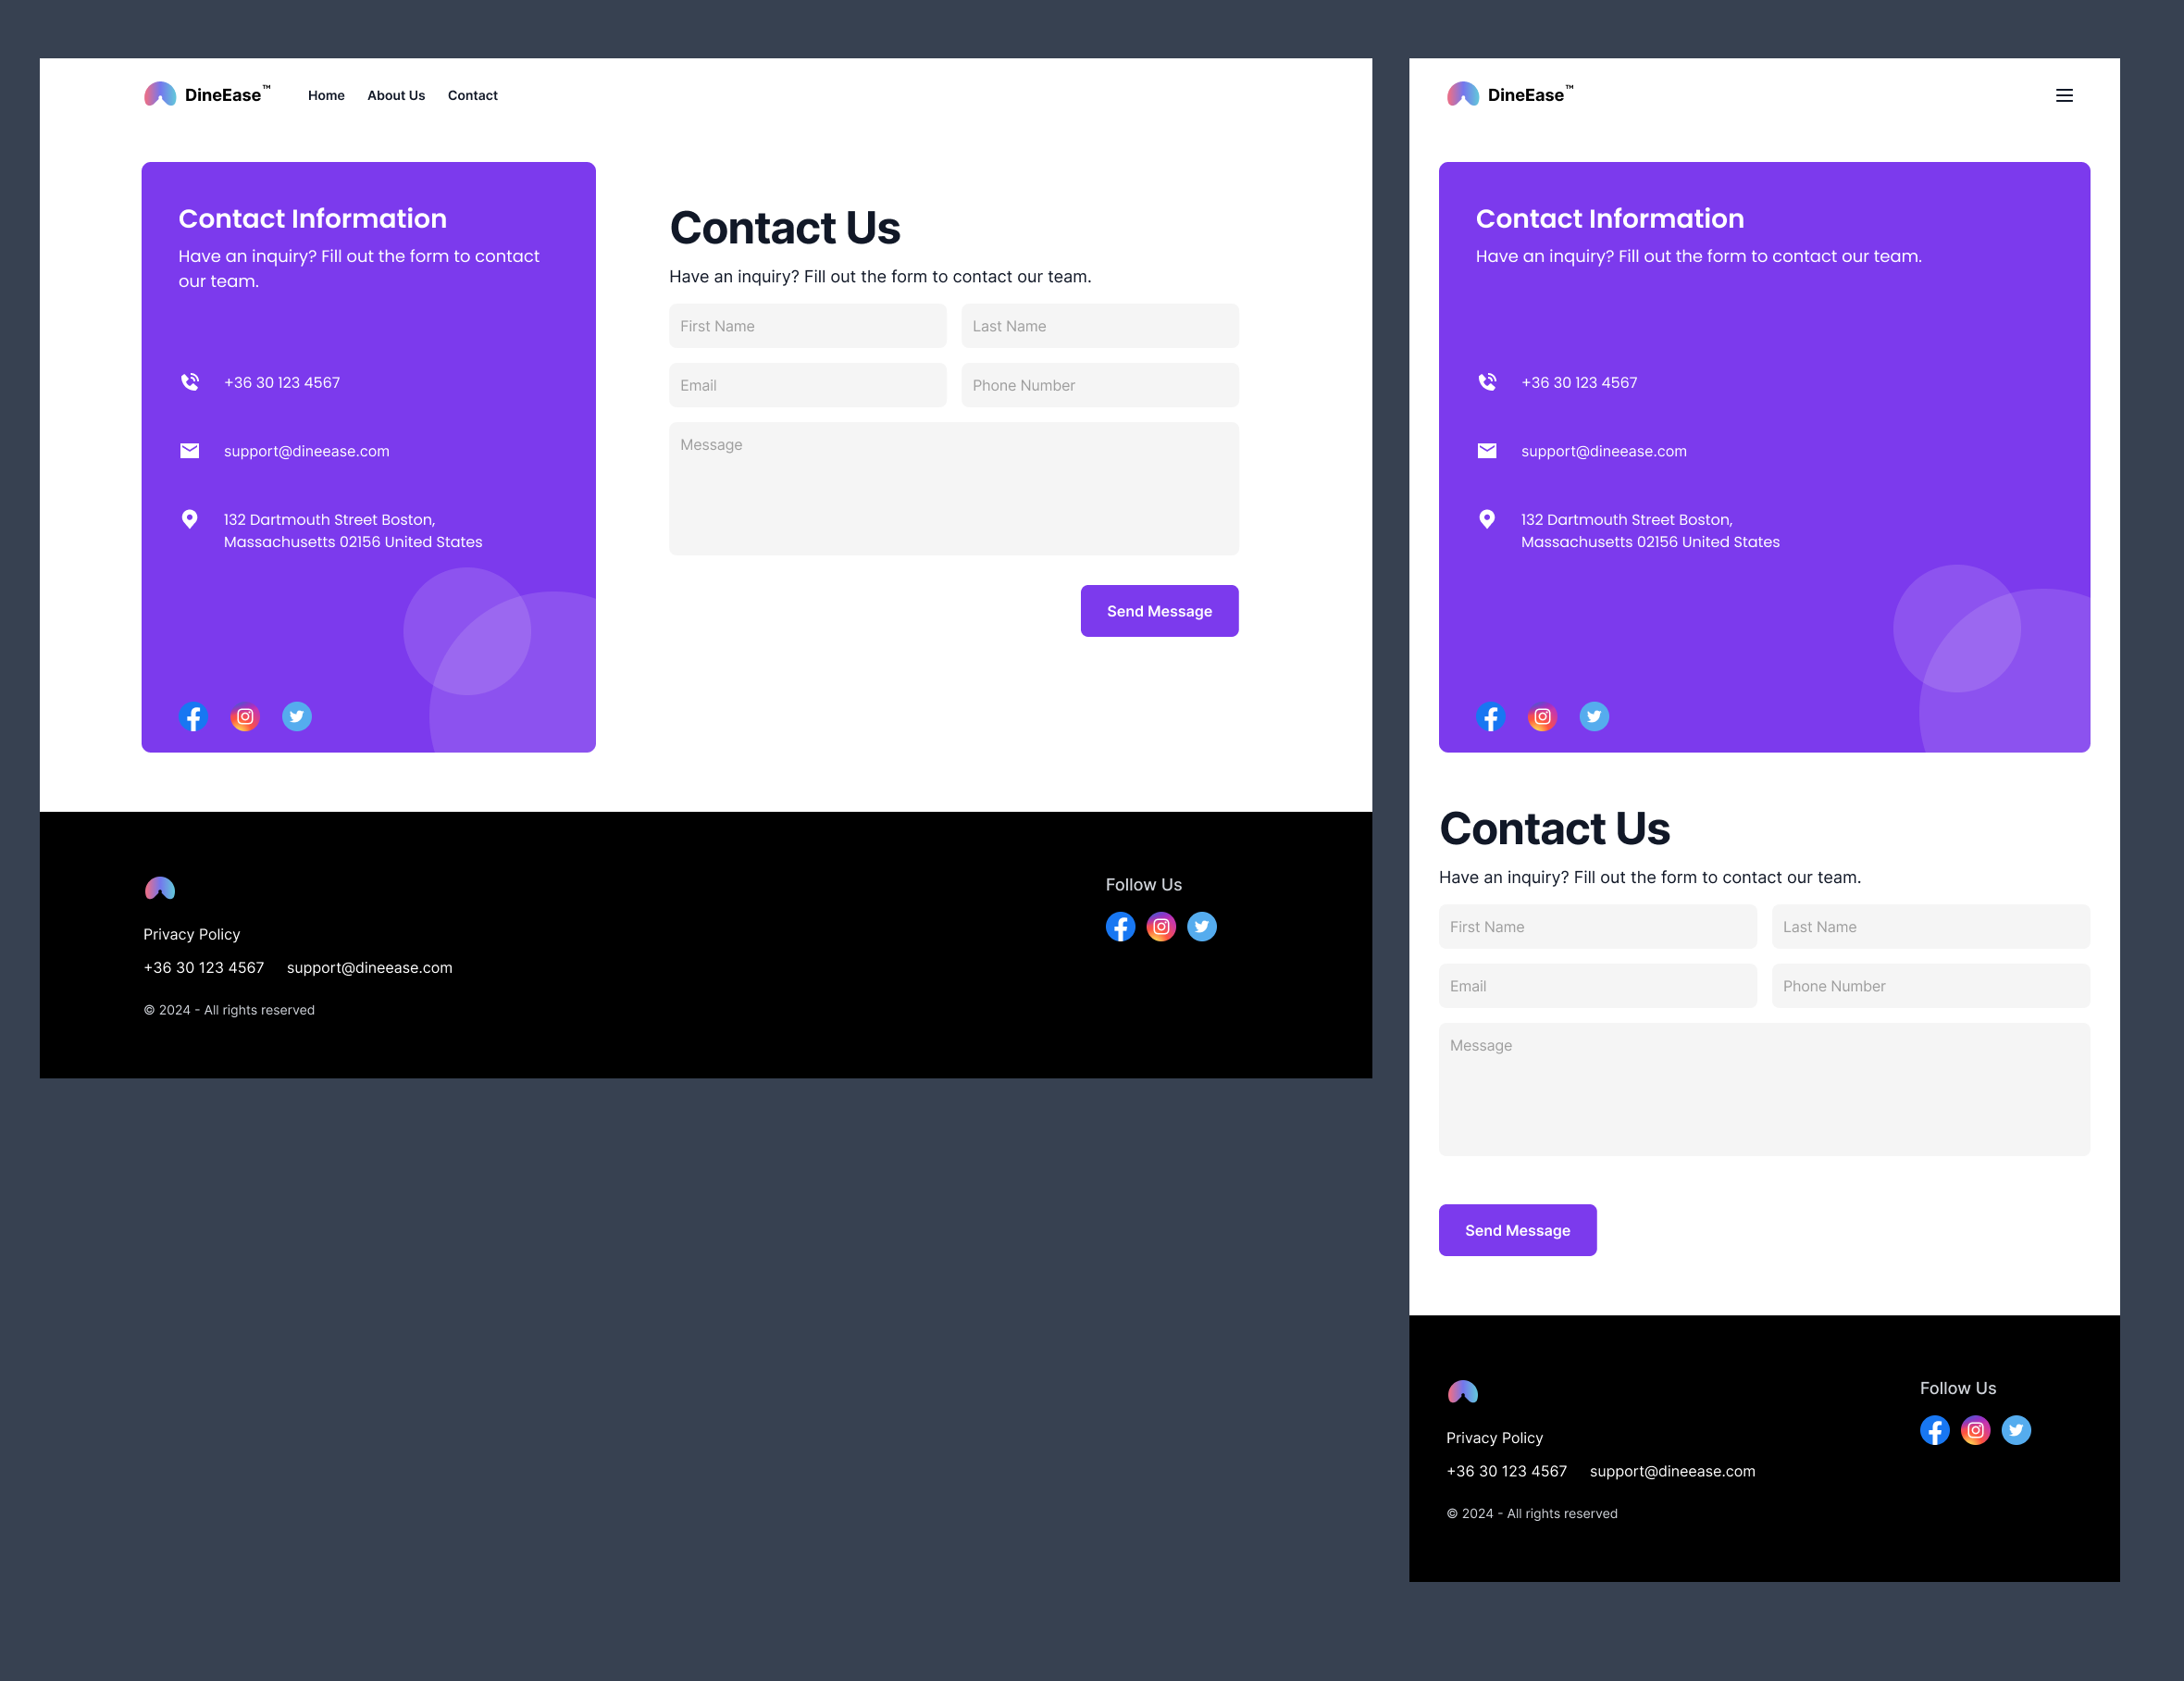 DineEase™
Home About Us Contact
Contact Information
Have an inquiry? Fill out the form to contact
our team.
+36 30 123 4567
support@dineease.com
132 Dartmouth Street Boston,
Massachusetts 02156 United States
Contact Us
Have an inquiry? Fill out the form to contact our team.
First Name
Last Name
Email
Phone Number
Message
Send Message
Privacy Policy
+36 30 123 4567 support@dineease.com
© 2024 - All rights reserved
Follow Us
DineEase™
Contact Information
Have an inquiry? Fill out the form to contact our team.
+36 30 123 4567
support@dineease.com
132 Dartmouth Street Boston,
Massachusetts 02156 United States
Contact Us
Have an inquiry? Fill out the form to contact our team.
First Name
Last Name
Email
Phone Number
Message
Send Message
Privacy Policy
+36 30 123 4567 support@dineease.com
© 2024 - All rights reserved
Follow Us